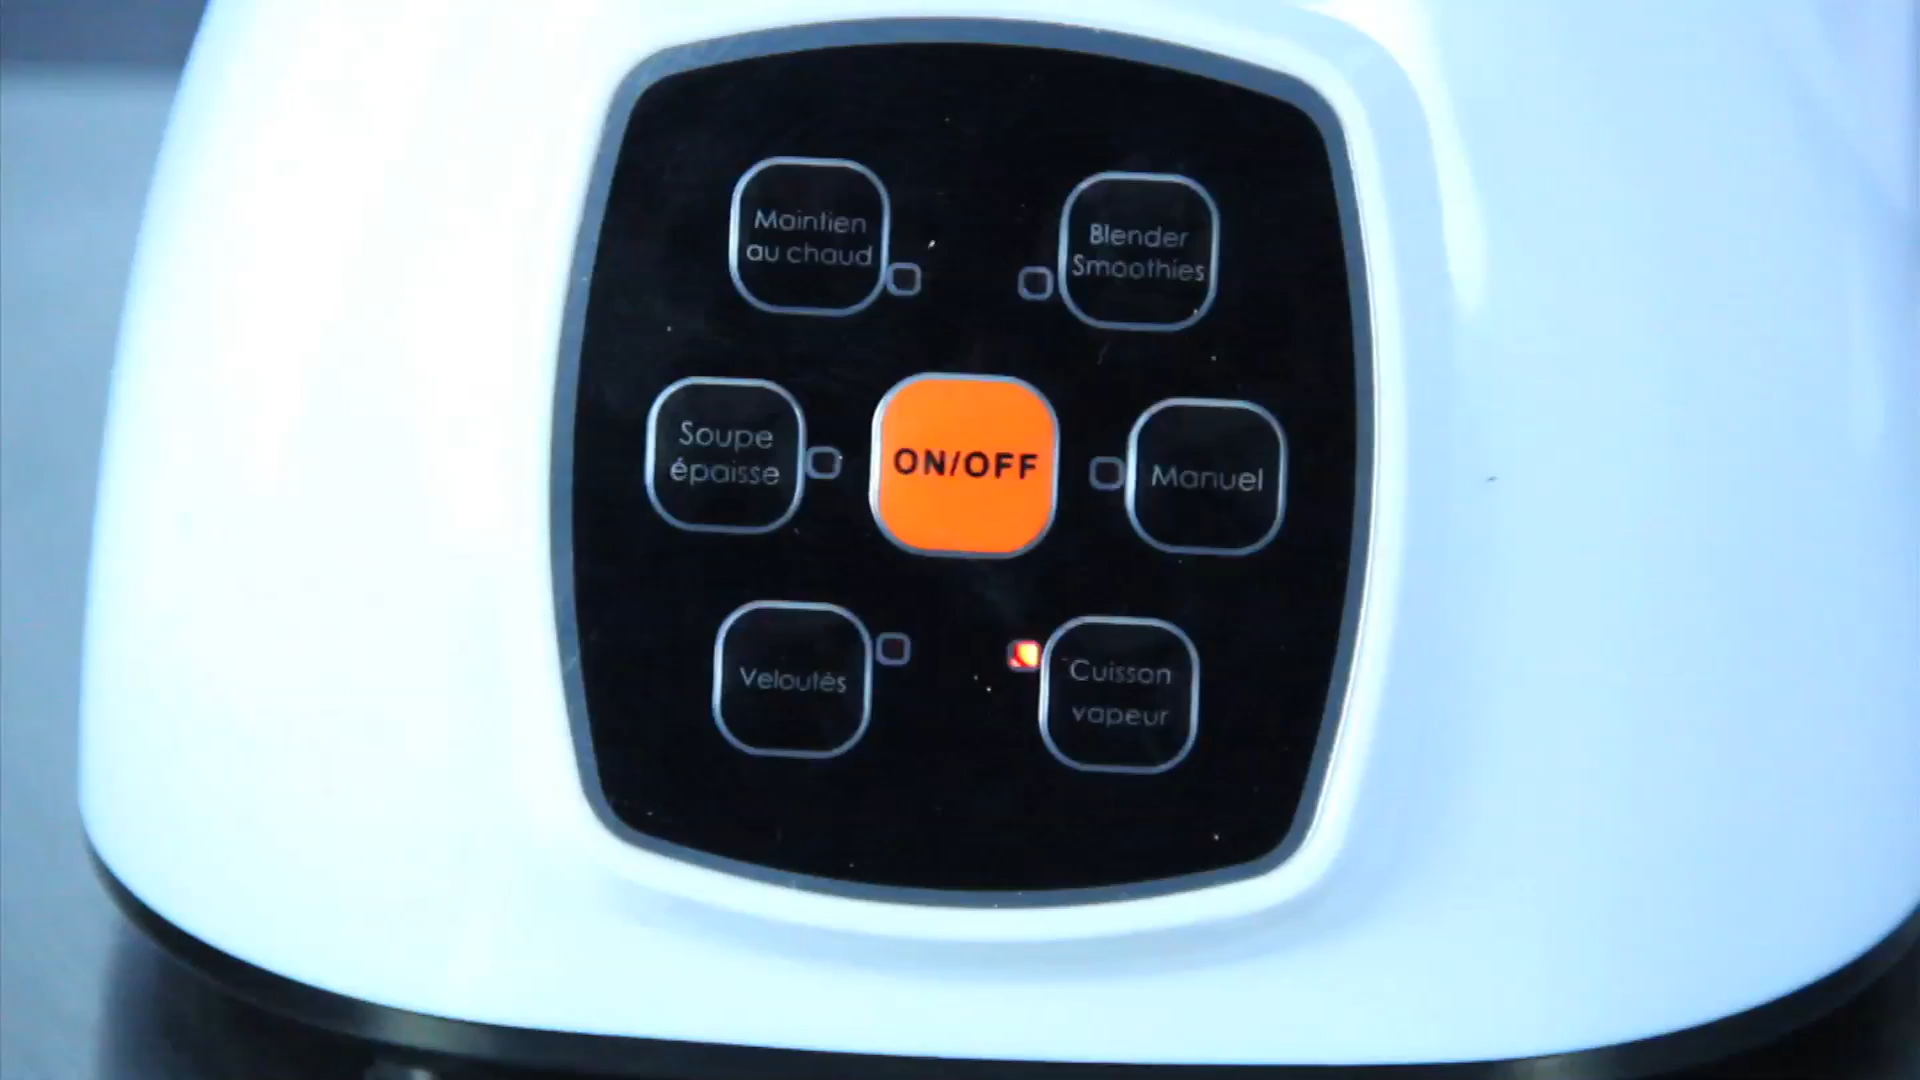 Maintien
au chaud
Blender
Smoothies
Soupe
épaisse
ON/OFF
Manuel
Veloutés
Cuisson
vapeur